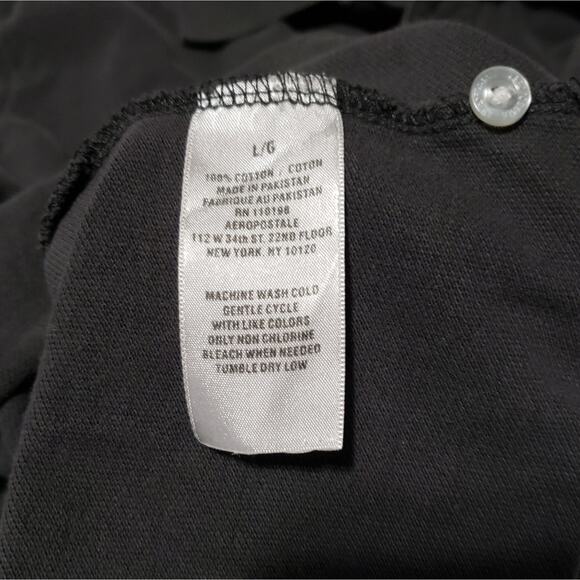 L/G
100% COTTON / COTON
MADE IN PAKISTAN
FABRIQUE AU PAKISTAN
RN 110196
AEROPOSTALE
112 W 34th ST. 22ND FLOOR
NEW YORK, NY 10120
MACHINE WASH COLD
GENTLE CYCLE
WITH LIKE COLORS
ONLY NON CHLORINE
BLEACH WHEN NEEDED
TUMBLE DRY LOW